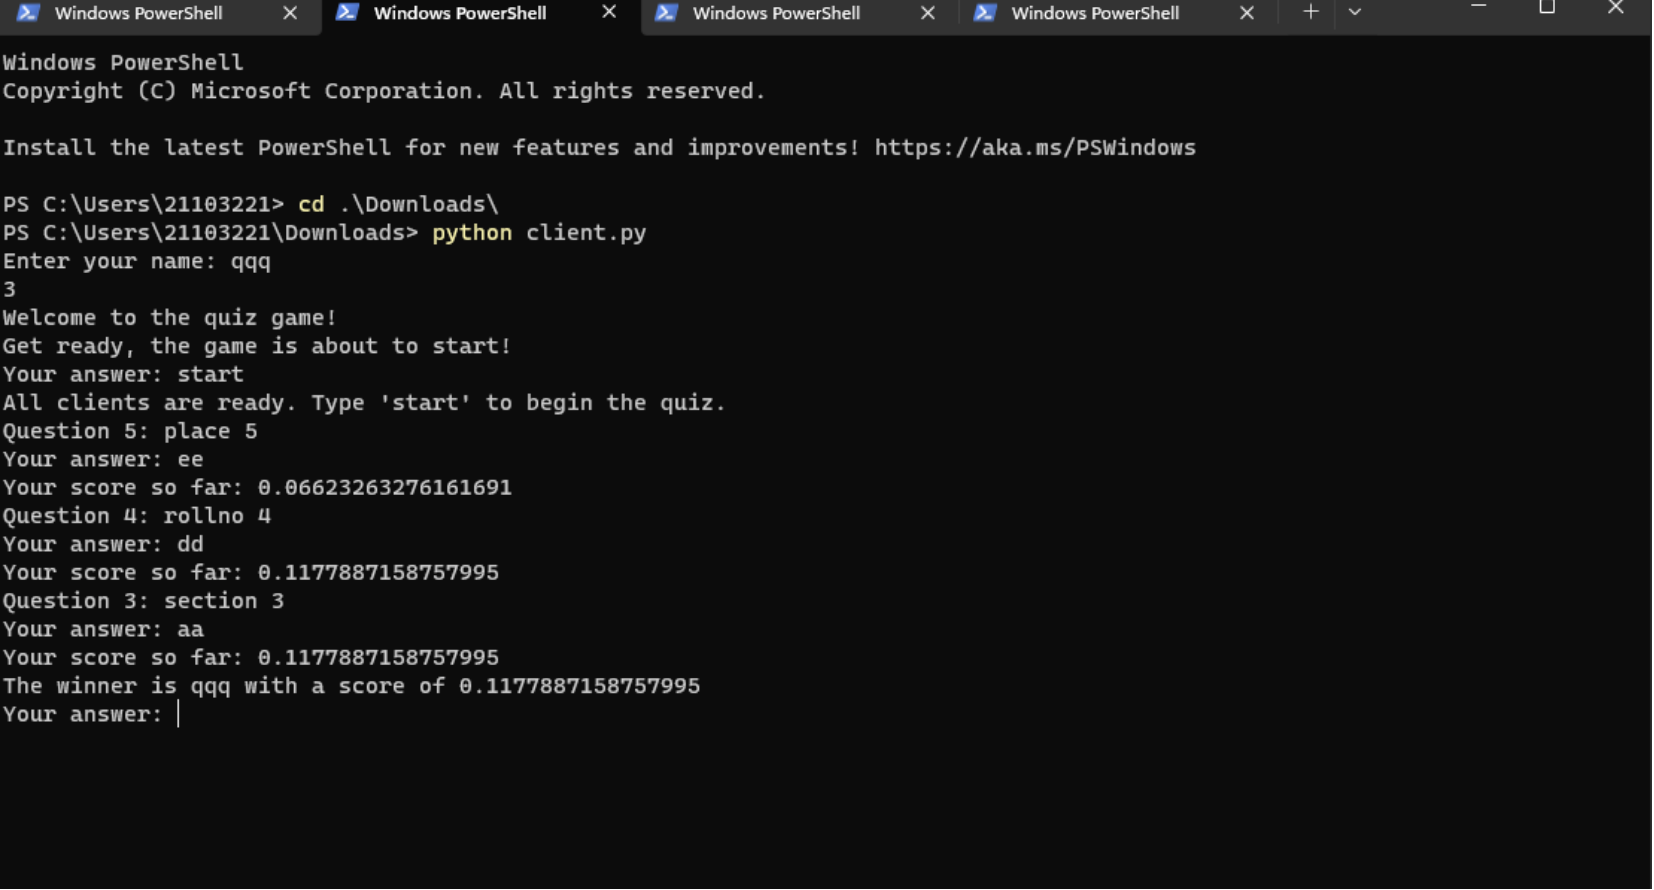 Windows PowerShell
Windows PowerShell
Windows PowerShell
Windows PowerShell
Windows PowerShell
Copyright (C) Microsoft Corporation. All rights reserved.
Install the latest PowerShell for new features and improvements! https://aka.ms/PSWindows
PS C:\Users\21103221> cd .\Downloads\
PS C:\Users\21103221\Downloads> python client.py
Enter your name: qqq
3
Welcome to the quiz game!
Get ready, the game is about to start!
Your answer: start
All clients are ready. Type 'start' to begin the quiz.
Question 5: place 5
Your answer: ee
Your score so far: 0.06623263276161691
Question 4: rollno 4
Your answer: dd
Your score so far: 0.1177887158757995
Question 3: section 3
Your answer: aa
Your score so far: 0.1177887158757995
The winner is qqq with a score of 0.1177887158757995
Your answer: